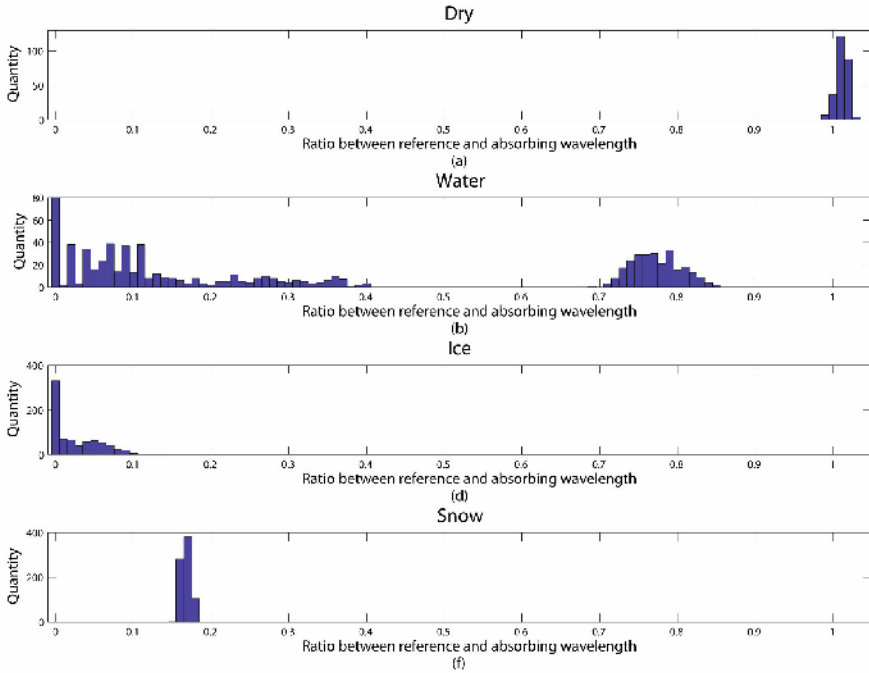 Dry
Quantity
100
50
0
0 0.1 0.2 0.3 0.4 0.5 0.6 0.7 0.8 0.9 1
Ratio between reference and absorbing wavelength
(a)
Water
Quantity
80
60
40
20
0
0 0.1 0.2 0.3 0.4 0.5 0.6 0.7 0.8 0.9 1
Ratio between reference and absorbing wavelength
(b)
Ice
Quantity
400
200
0
0 0.1 0.2 0.3 0.4 0.5 0.6 0.7 0.8 0.9 1
Ratio between reference and absorbing wavelength
(d)
Snow
Quantity
400
200
0
0 0.1 0.2 0.3 0.4 0.5 0.6 0.7 0.8 0.9 1
Ratio between reference and absorbing wavelength
(f)